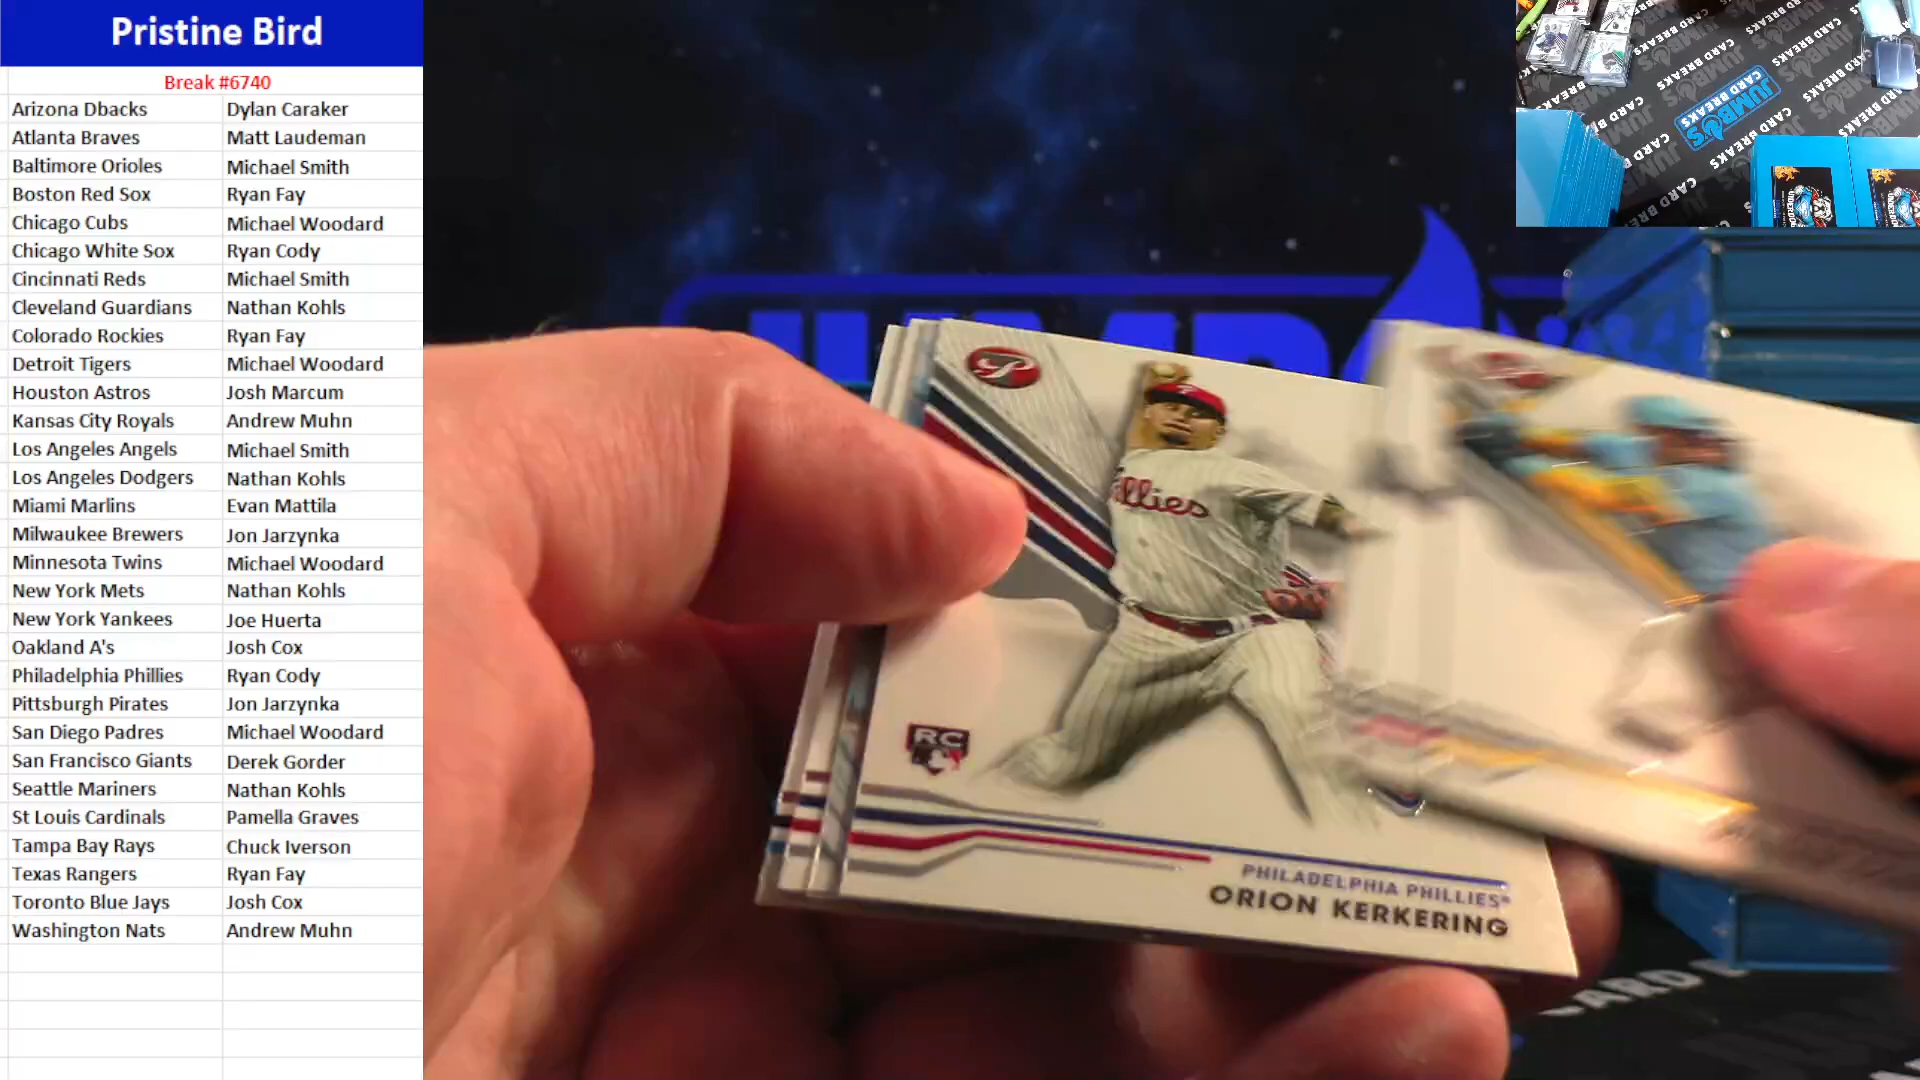 Pristine Bird
Break #6740
Arizona Dbacks Dylan Caraker
Atlanta Braves Matt Laudeman
Baltimore Orioles Michael Smith
Boston Red Sox Ryan Fay
Chicago Cubs Michael Woodard
Chicago White Sox Ryan Cody
Cincinnati Reds Michael Smith
Cleveland Guardians Nathan Kohls
Colorado Rockies Ryan Fay
Detroit Tigers Michael Woodard
Houston Astros Josh Marcum
Kansas City Royals Andrew Muhn
Los Angeles Angels Michael Smith
Los Angeles Dodgers Nathan Kohls
Miami Marlins Evan Mattila
Milwaukee Brewers Jon Jarzynka
Minnesota Twins Michael Woodard
New York Mets Nathan Kohls
New York Yankees Joe Huerta
Oakland A's Josh Cox
Philadelphia Phillies Ryan Cody
Pittsburgh Pirates Jon Jarzynka
San Diego Padres Michael Woodard
San Francisco Giants Derek Gorder
Seattle Mariners Nathan Kohls
St Louis Cardinals Pamella Graves
Tampa Bay Rays Chuck Iverson
Texas Rangers Ryan Fay
Toronto Blue Jays Josh Cox
Washington Nats Andrew Muhn
JUMBO'S
CARD BREAKS
P
Phillies
RC
PHILADELPHIA PHILLIES®
ORION KERKERING